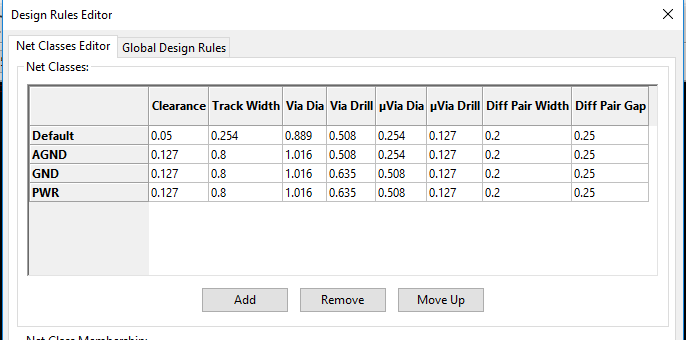 Design Rules Editor
Net Classes Editor Global Design Rules
Net Classes:
Clearance Track Width Via Dia Via Drill µVia Dia µVia Drill Diff Pair Width Diff Pair Gap
Default 0.05 0.254 0.889 0.508 0.254 0.127 0.2 0.25
AGND 0.127 0.8 1.016 0.508 0.254 0.127 0.2 0.25
GND 0.127 0.8 1.016 0.635 0.508 0.127 0.2 0.25
PWR 0.127 0.8 1.016 0.635 0.508 0.127 0.2 0.25
Add Remove Move Up
Net Class Membership: